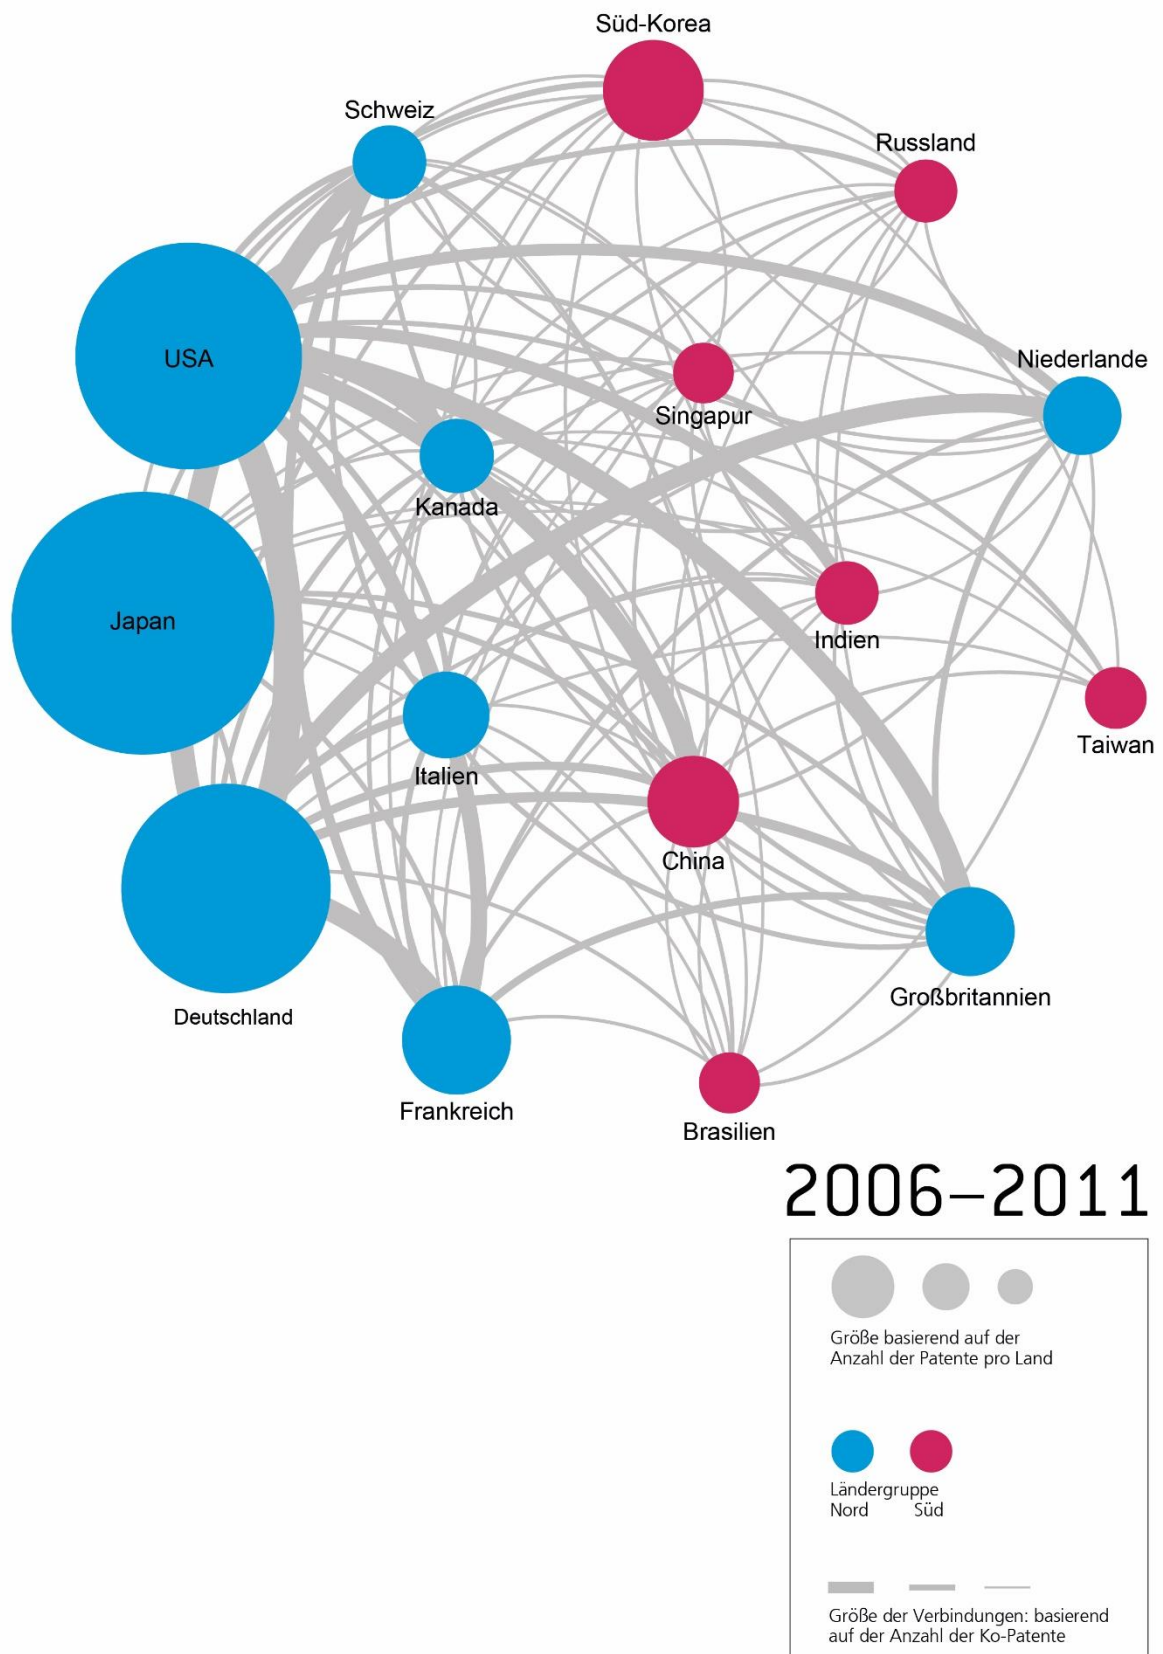 Süd-Korea
Schweiz
Russland
USA
Niederlande
Singapur
Kanada
Japan
Indien
Taiwan
Italien
China
Großbritannien
Deutschland
Frankreich
Brasilien
2006–2011
Größe basierend auf der
Anzahl der Patente pro Land
Ländergruppe
Nord Süd
Größe der Verbindungen: basierend
auf der Anzahl der Ko-Patente